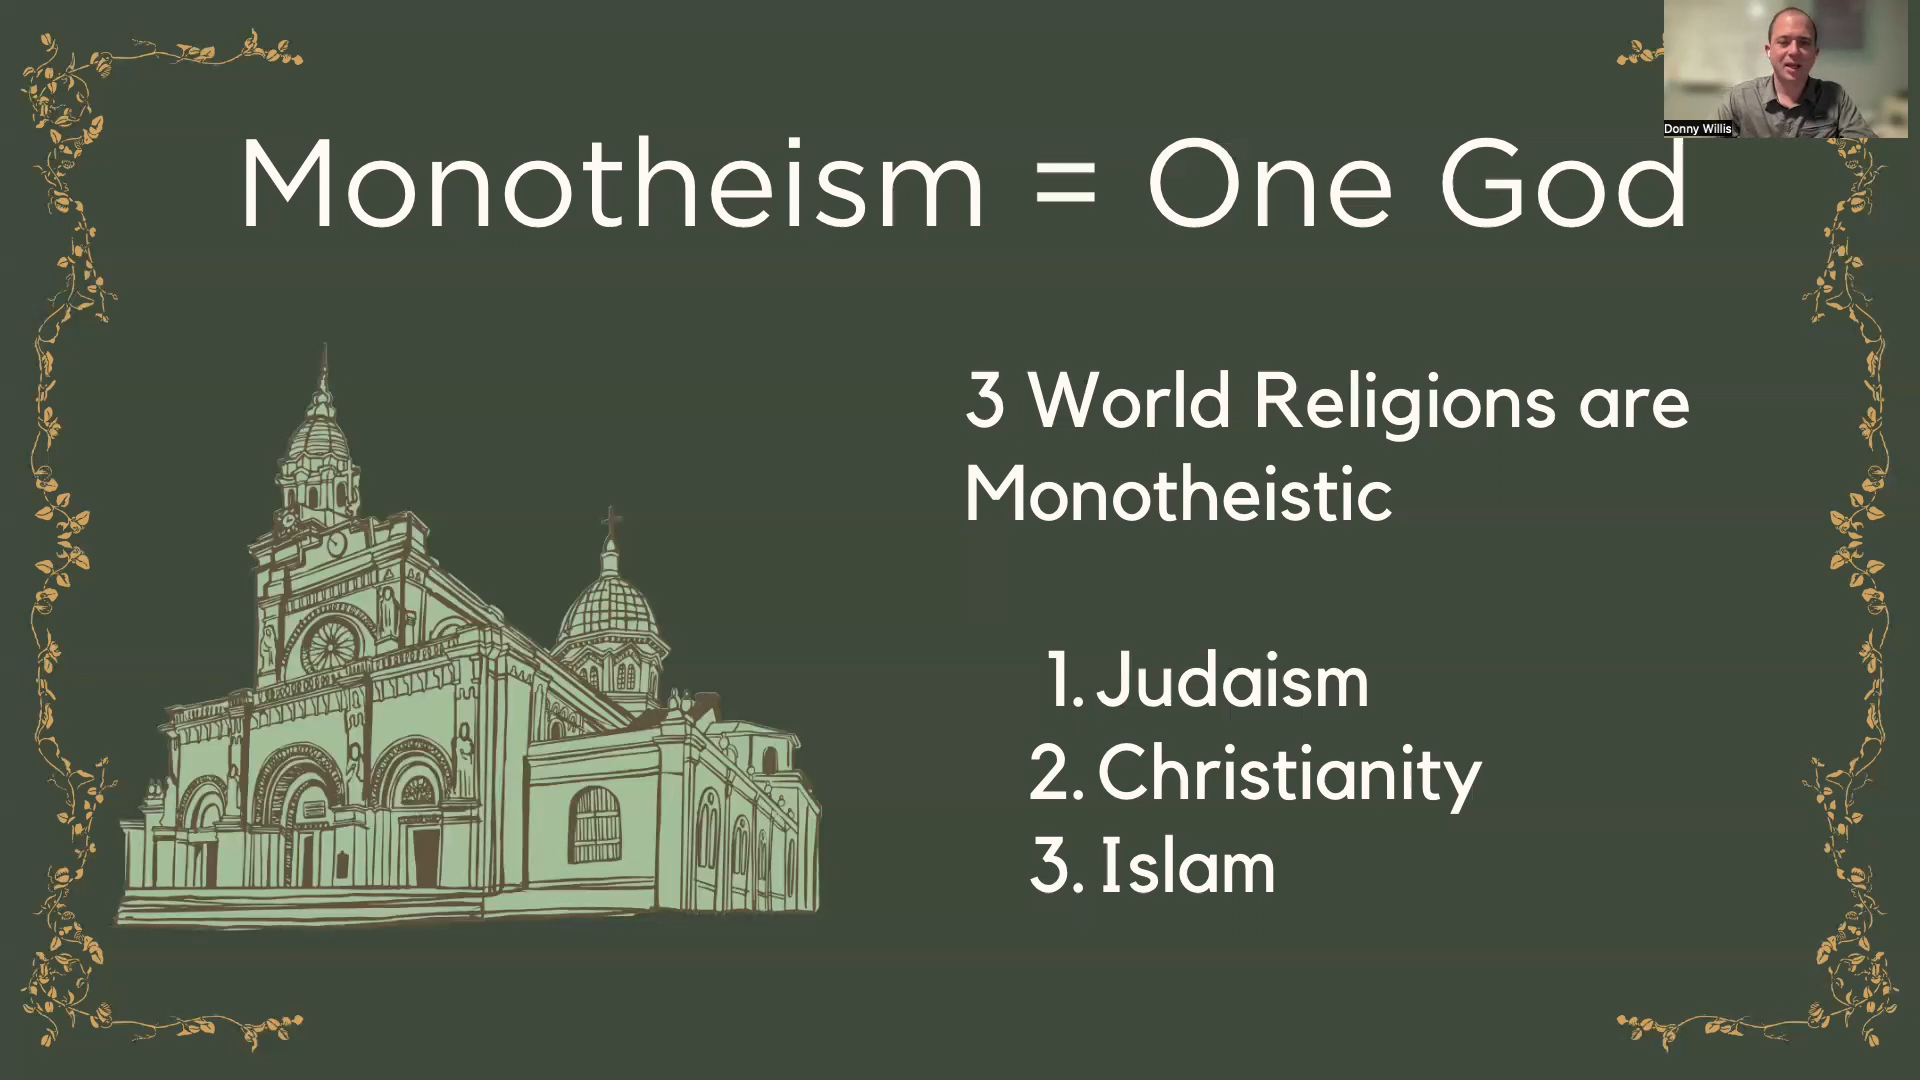 Donny Willis
Monotheism = One God
3 World Religions are
Monotheistic
1. Judaism
2. Christianity
3. Islam